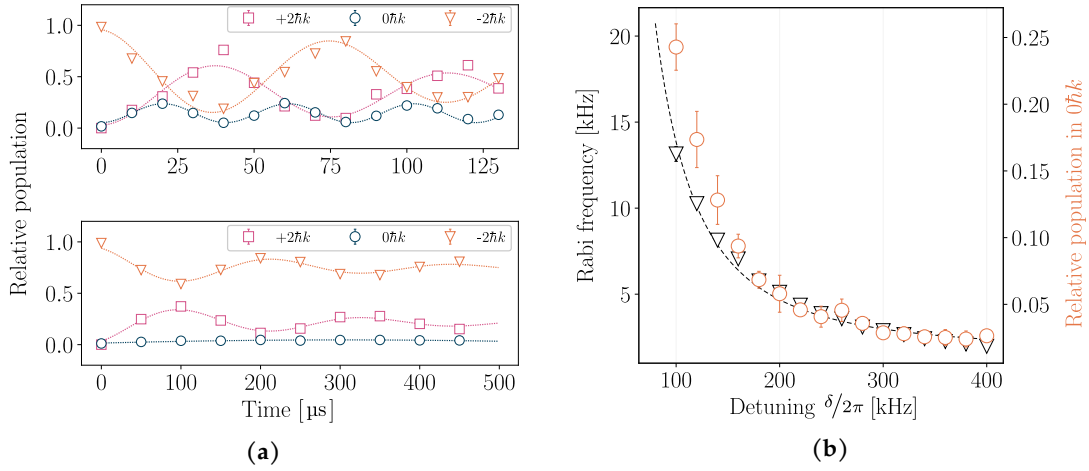 +2ħk 0ħk -2ħk
1.0
0.5
0.0
0 25 50 75 100 125
Relative population
+2ħk 0ħk -2ħk
1.0
0.5
0.0
0 100 200 300 400 500
Time [µs]
(a)
20
15
10
5
Rabi frequency [kHz]
0.25
0.20
0.15
0.10
0.05
Relative population in 0ħk
100 200 300 400
Detuning δ/2π [kHz]
(b)